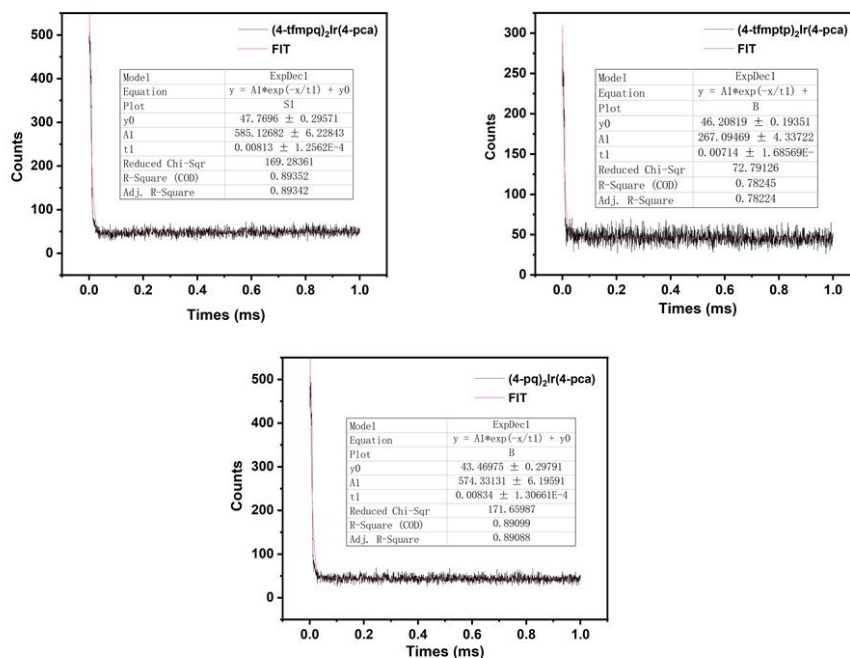 (4-tfmpq)₂Ir(4-pca)
FIT
Model ExpDec1
Equation y = A1*exp(-x/t1) + y0
Plot S1
y0 47.7696 ± 0.29571
A1 585.12682 ± 6.22843
t1 0.00813 ± 1.2562E-4
Reduced Chi-Sqr 169.28361
R-Square (COD) 0.89352
Adj. R-Square 0.89342
Counts
500
400
300
200
100
0
0.0 0.2 0.4 0.6 0.8 1.0
Times (ms)
(4-tfmptp)₂Ir(4-pca)
FIT
Model ExpDec1
Equation y = A1*exp(-x/t1) +
Plot B
y0 46.20819 ± 0.19351
A1 267.09469 ± 4.33722
t1 0.00714 ± 1.68569E-
Reduced Chi-Sqr 72.79126
R-Square (COD) 0.78245
Adj. R-Square 0.78224
Counts
300
250
200
150
100
50
0
0.0 0.2 0.4 0.6 0.8 1.0
Times (ms)
(4-pq)₂Ir(4-pca)
FIT
Model ExpDec1
Equation y = A1*exp(-x/t1) + y0
Plot B
y0 43.46975 ± 0.29791
A1 574.33131 ± 6.19591
t1 0.00834 ± 1.30661E-4
Reduced Chi-Sqr 171.65987
R-Square (COD) 0.89099
Adj. R-Square 0.89088
Counts
500
400
300
200
100
0
0.0 0.2 0.4 0.6 0.8 1.0
Times (ms)